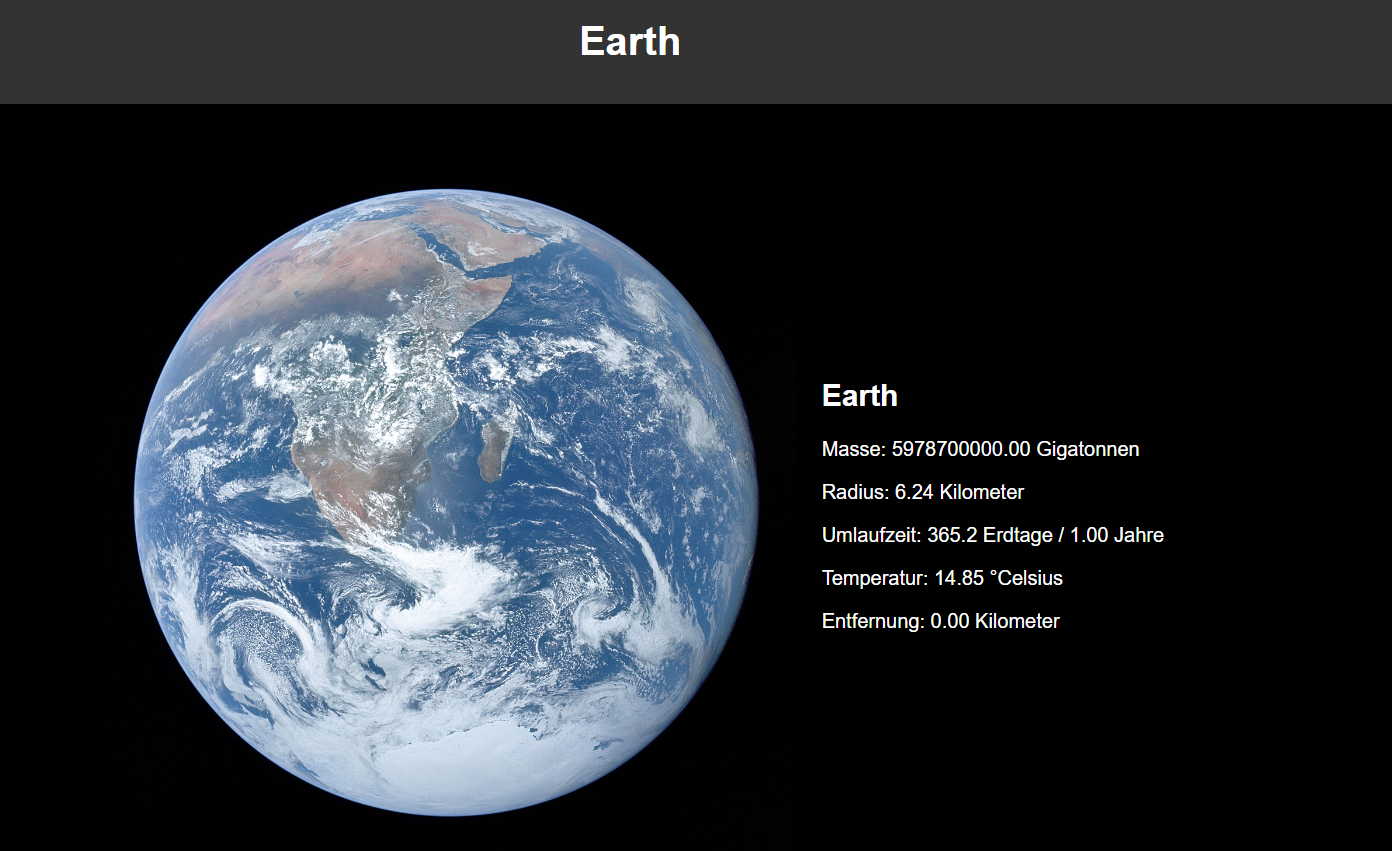 Earth
Earth
Masse: 5978700000.00 Gigatonnen
Radius: 6.24 Kilometer
Umlaufzeit: 365.2 Erdtage / 1.00 Jahre
Temperatur: 14.85 °Celsius
Entfernung: 0.00 Kilometer